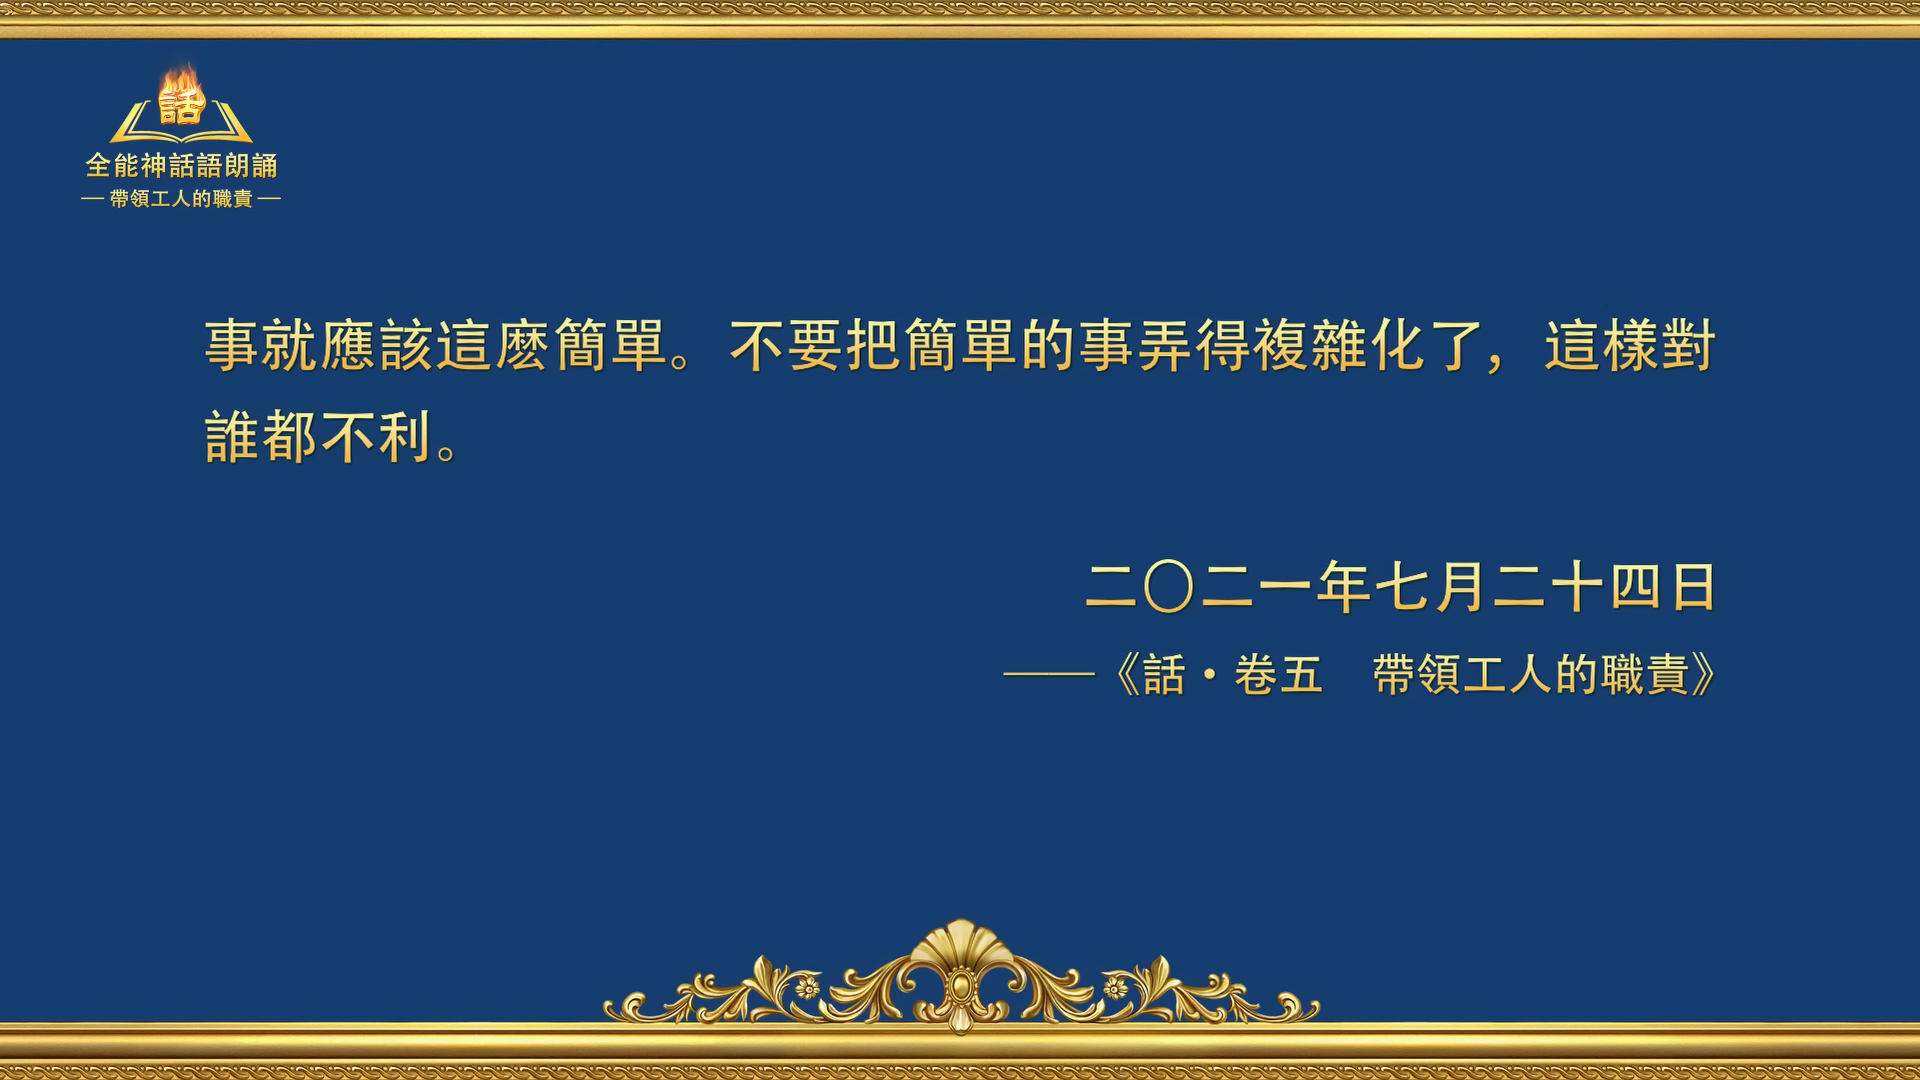 話
全能神話語朗誦
— 帶領工人的職責 —
事就應該這麽簡單。不要把簡單的事弄得複雜化了，這樣對
誰都不利。
二〇二一年七月二十四日
——《話・卷五　帶領工人的職責》